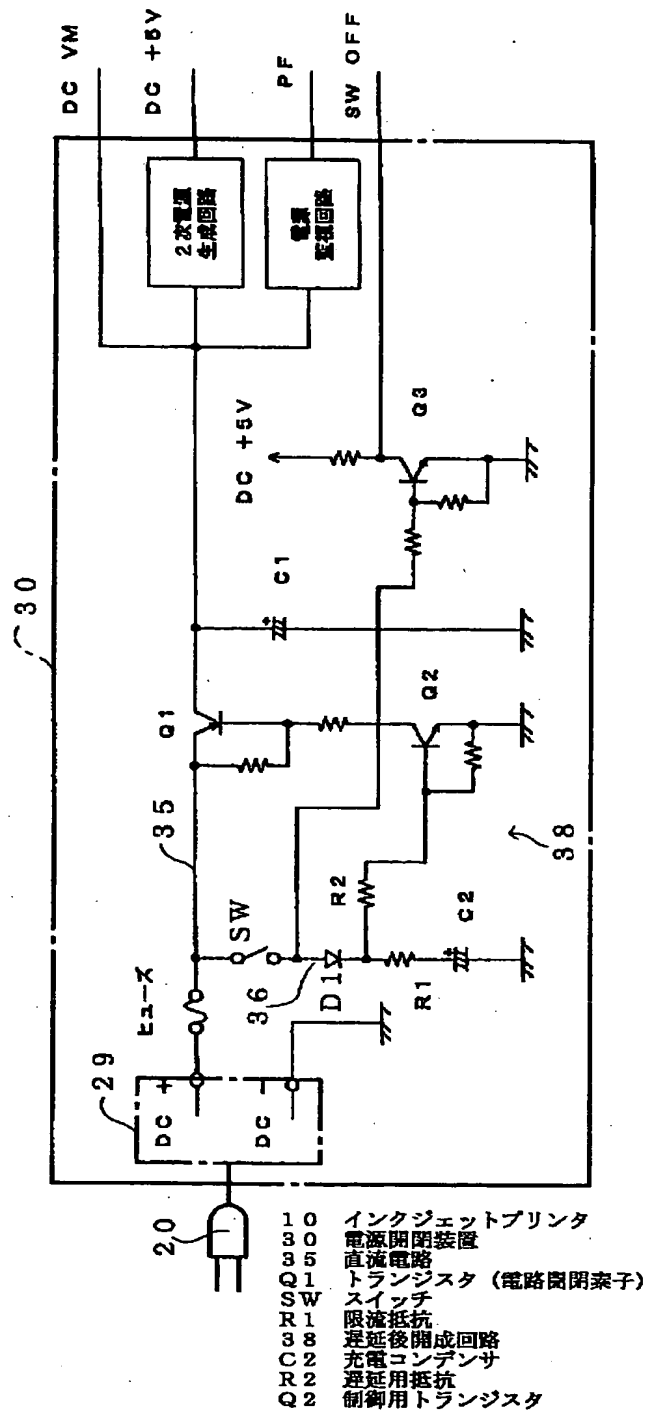 30
DC VM
DC +5V
PF
SW OFF
2次電源
生成回路
電源
監視回路
DC +5V
Q3
C1
Q1
Q2
35
38
ヒューズ
SW
36
D1
R2
R1
C2
29
DC +
DC −
20
10 インクジェットプリンタ
30 電源開閉装置
35 直流電路
Q1 トランジスタ（電路開閉素子）
SW スイッチ
R1 限流抵抗
38 遅延後開成回路
C2 充電コンデンサ
R2 遅延用抵抗
Q2 制御用トランジスタ